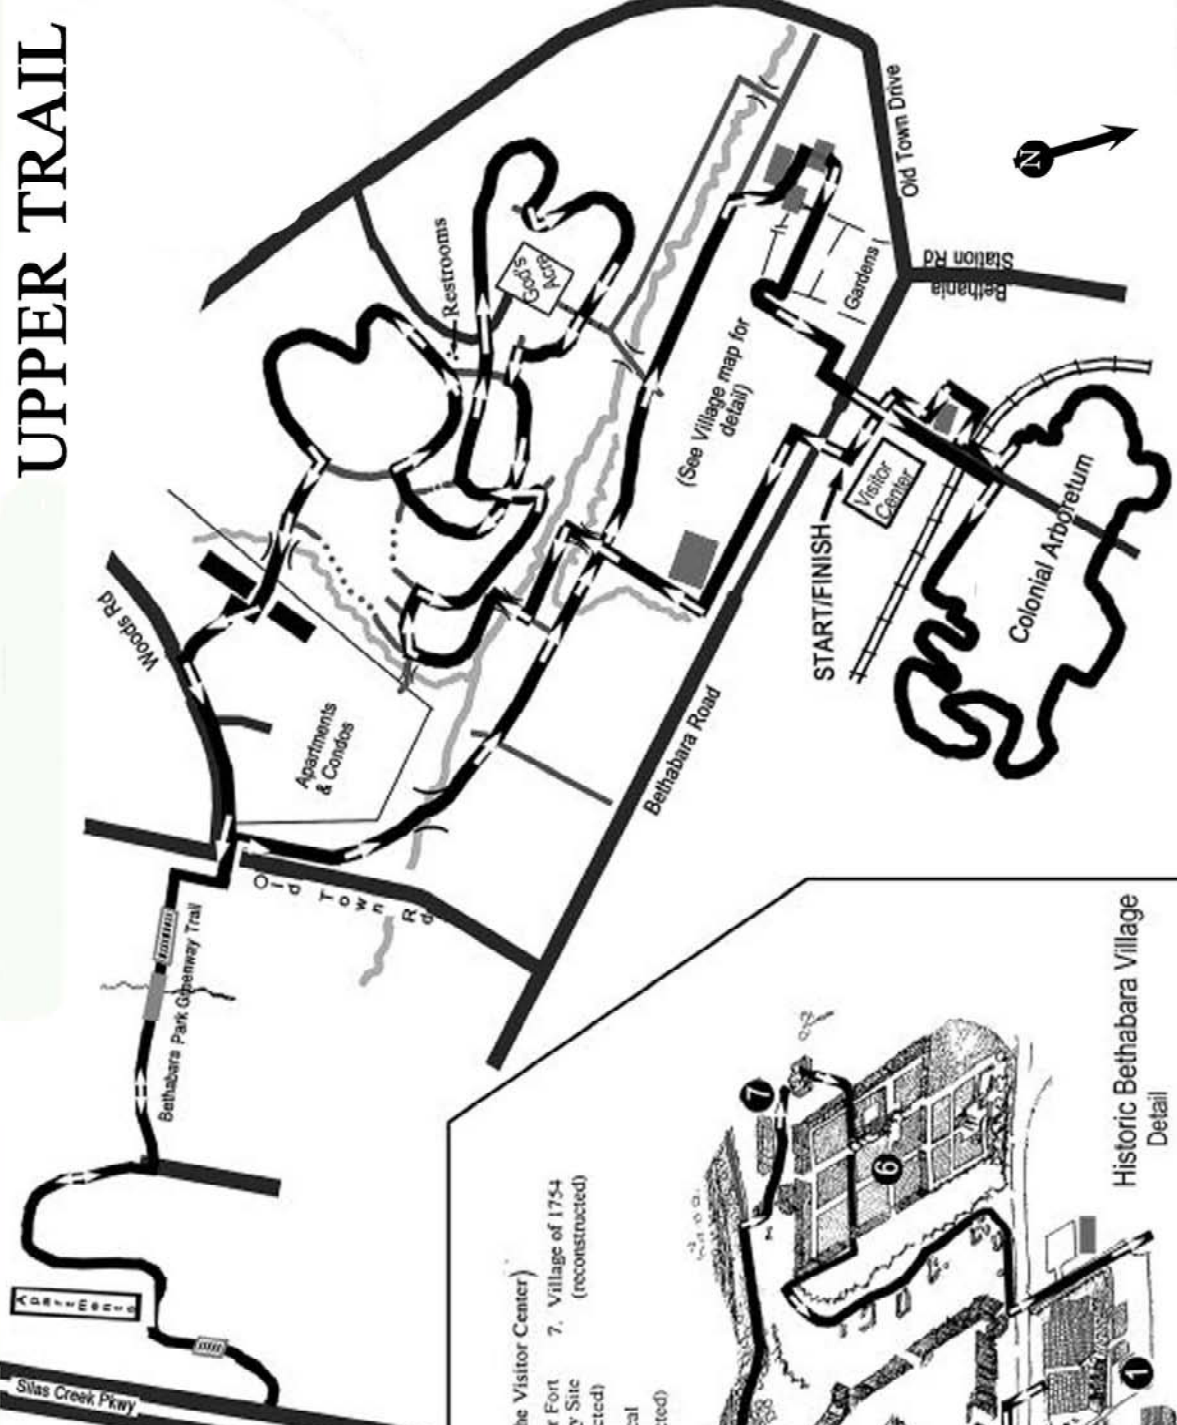 UPPER TRAIL
Old Town Drive
N
Restrooms
God's
Acre
Gardens
Bethania
Station Rd
(See Village map for
detail)
Visitor
Center
START/FINISH
Colonial Arboretum
Woods Rd
Apartments
& Condos
Bethabara Road
Old Town Rd
Bethabara Park Greenway Trail
Apartments
Silas Creek Pkwy
Historic Bethabara Village
Detail
7
6
1
he Visitor Center)
r Fort
y Site
cted)
7. Village of 1754
(reconstructed)
cal
cted)